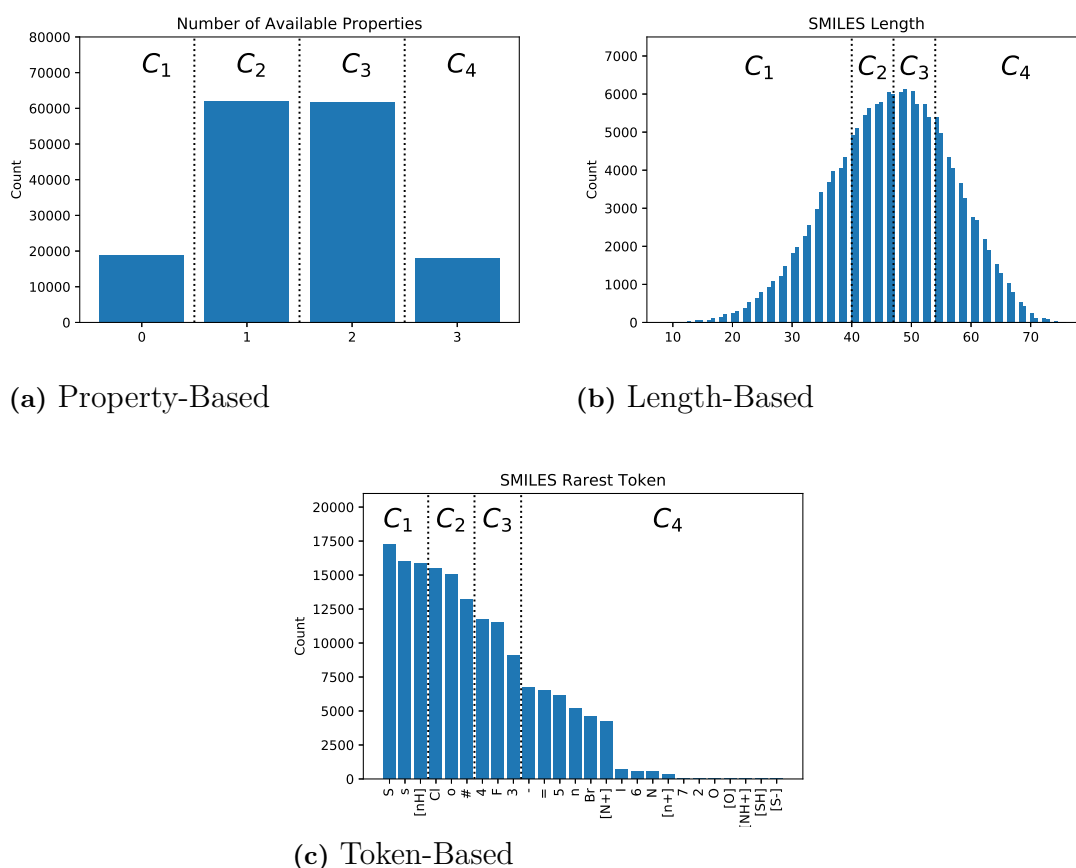 Number of Available Properties
80000
70000
60000
50000
40000
30000
20000
10000
0
Count
C1 C2 C3 C4
0 1 2 3
(a) Property-Based
SMILES Length
7000
6000
5000
4000
3000
2000
1000
0
Count
C1 C2 C3 C4
10 20 30 40 50 60 70
(b) Length-Based
SMILES Rarest Token
20000
17500
15000
12500
10000
7500
5000
2500
0
Count
C1 C2 C3 C4
S s [nH] Cl o # 4 F 3 - = 5 n Br [N+] I 6 N [n+] 7 2 O [O] [NH+] [SH] [S-]
(c) Token-Based